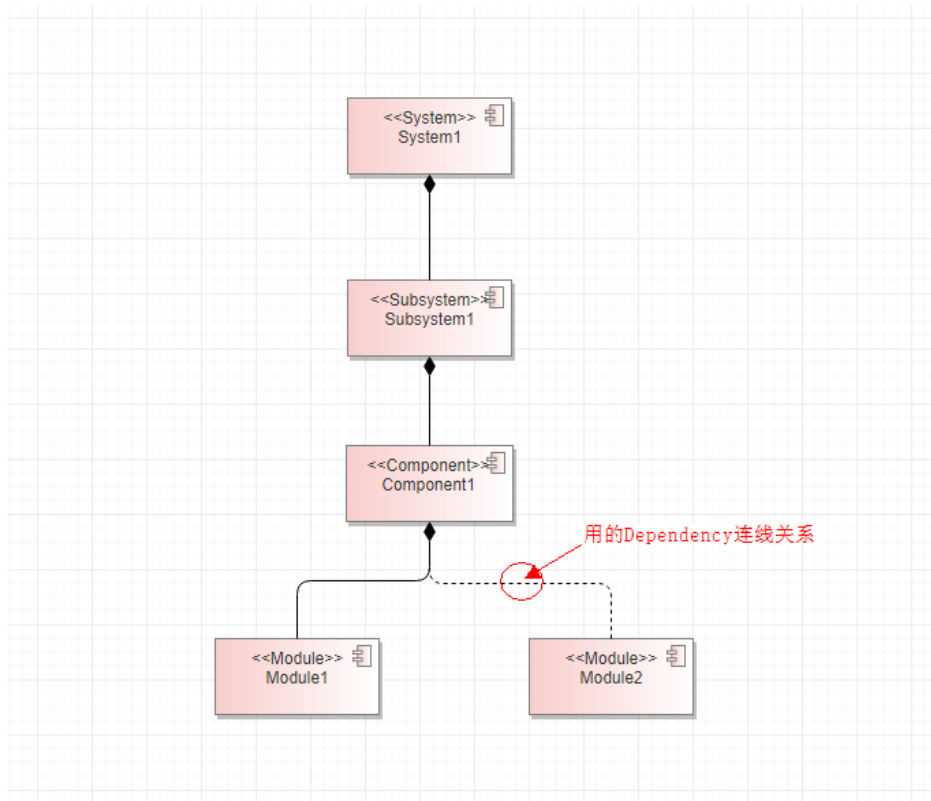 <<System>>
System1
<<Subsystem>>
Subsystem1
<<Component>>
Component1
用的Dependency连线关系
<<Module>>
Module1
<<Module>>
Module2